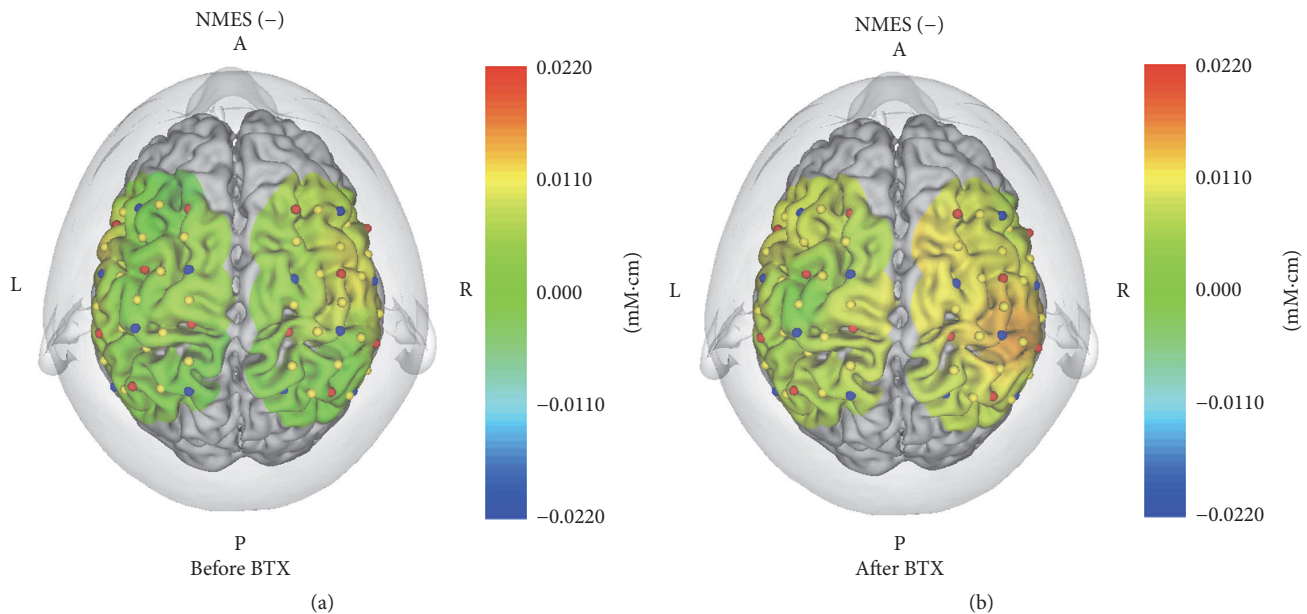 NMES (−)
A
L
R
0.0220
0.0110
0.000
−0.0110
−0.0220
(mM·cm)
P
Before BTX
(a)
NMES (−)
A
L
R
0.0220
0.0110
0.000
−0.0110
−0.0220
(mM·cm)
P
After BTX
(b)